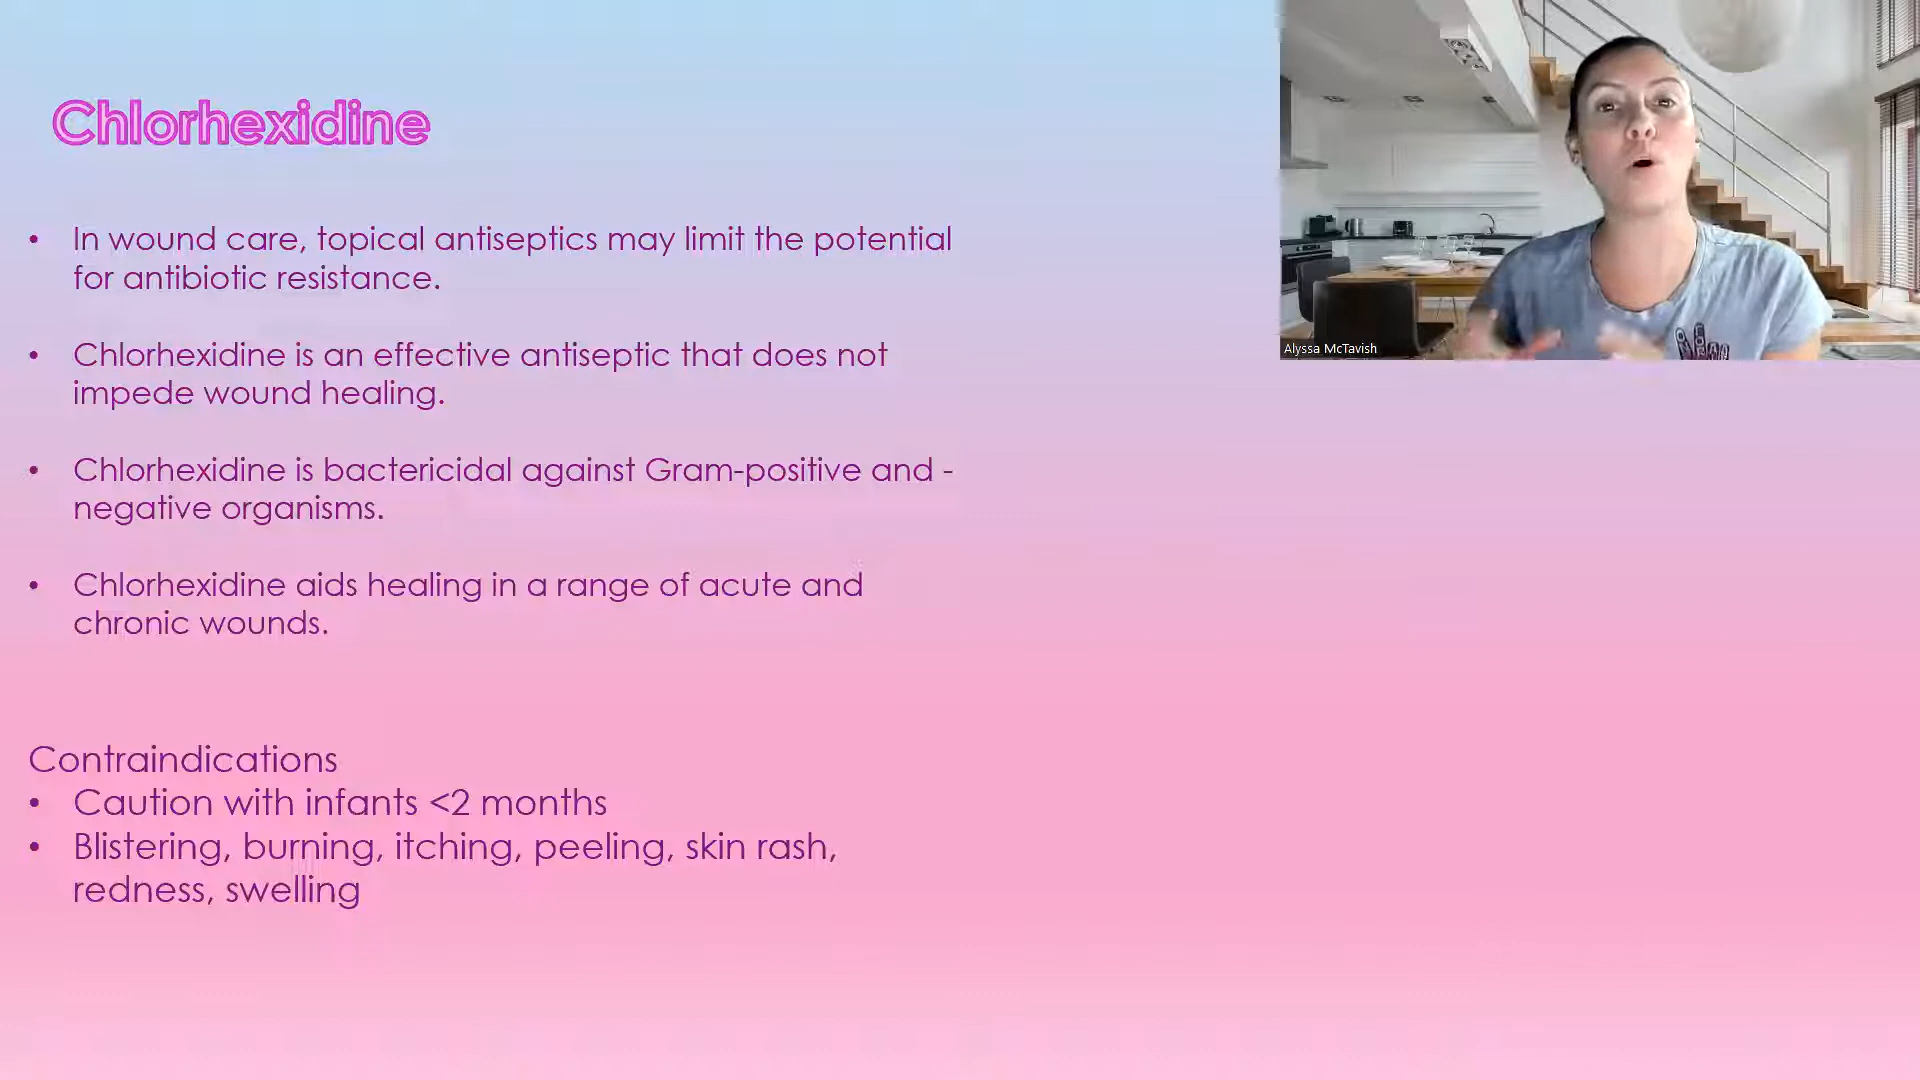 Chlorhexidine
• In wound care, topical antiseptics may limit the potential
for antibiotic resistance.
• Chlorhexidine is an effective antiseptic that does not
impede wound healing.
• Chlorhexidine is bactericidal against Gram-positive and -
negative organisms.
• Chlorhexidine aids healing in a range of acute and
chronic wounds.
Contraindications
• Caution with infants <2 months
• Blistering, burning, itching, peeling, skin rash,
redness, swelling
Alyssa McTavish